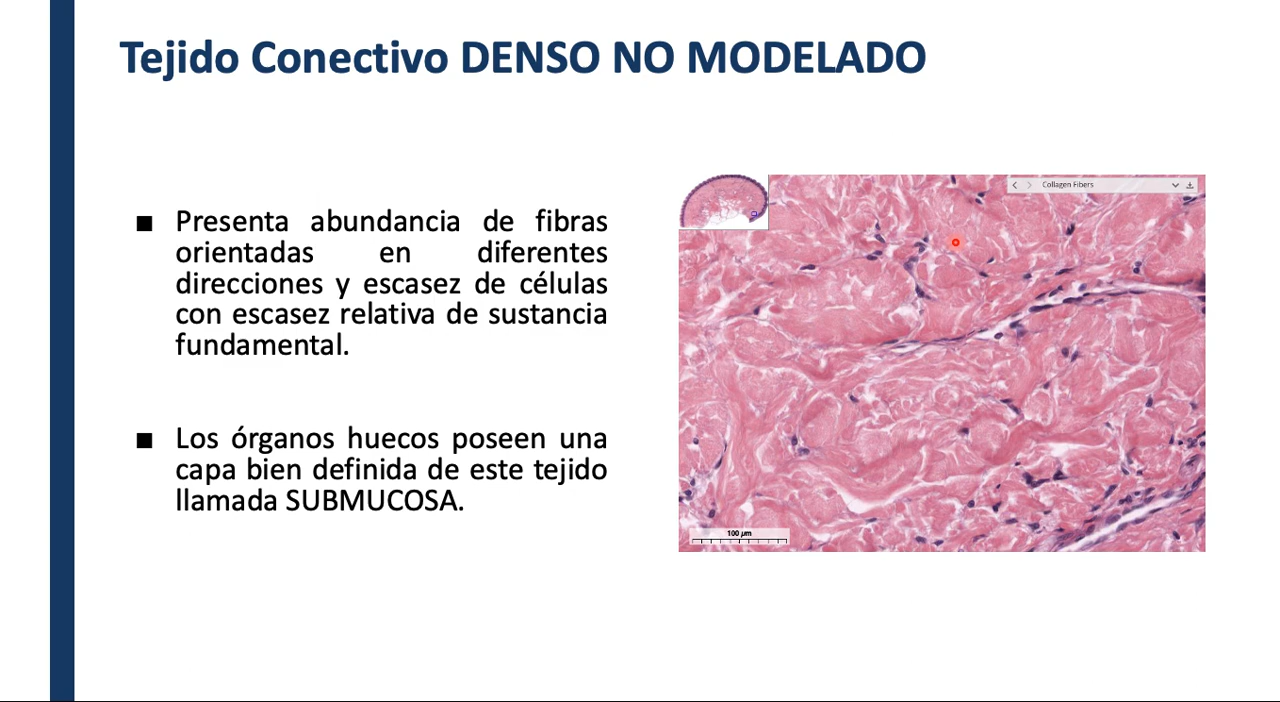 Tejido Conectivo DENSO NO MODELADO
■ Presenta abundancia de fibras
orientadas en diferentes
direcciones y escasez de células
con escasez relativa de sustancia
fundamental.
■ Los órganos huecos poseen una
capa bien definida de este tejido
llamada SUBMUCOSA.
Collagen Fibers
100 µm